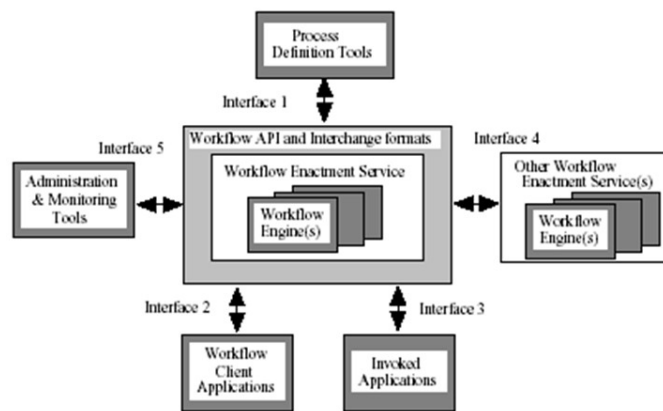 Process
Definition Tools
Interface 1
Workflow API and Interchange formats
Interface 5
Interface 4
Administration
& Monitoring
Tools
Workflow Enactment Service
Workflow
Engine(s)
Other Workflow
Enactment Service(s)
Workflow
Engine(s)
Interface 2
Interface 3
Workflow
Client
Applications
Invoked
Applications